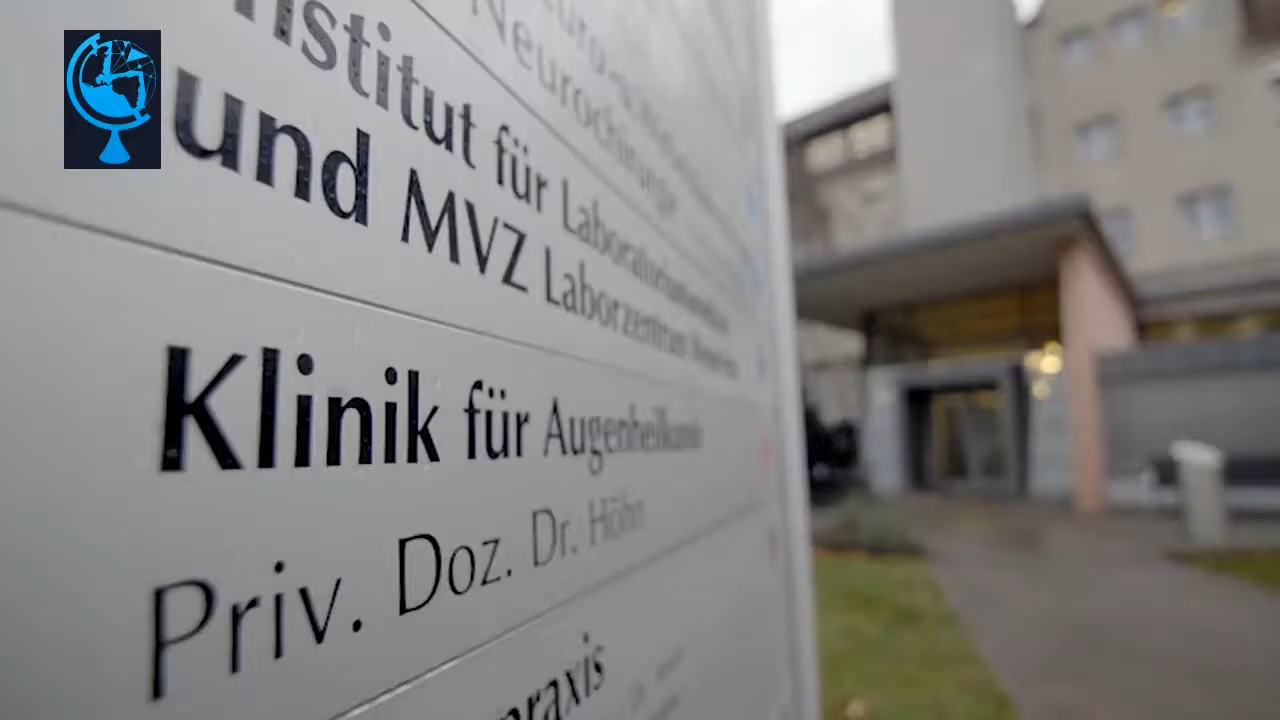 Neurochirurgie
Institut für Laboratoriumsmedizin
und MVZ Laborzentrum
Klinik für Augenheilkunde
Priv. Doz. Dr. Höhn
praxis